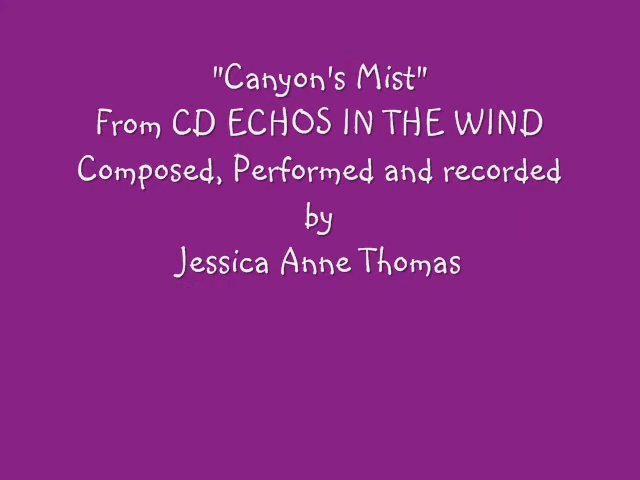 "Canyon's Mist"
From CD ECHOS IN THE WIND
Composed, Performed and recorded
by
Jessica Anne Thomas